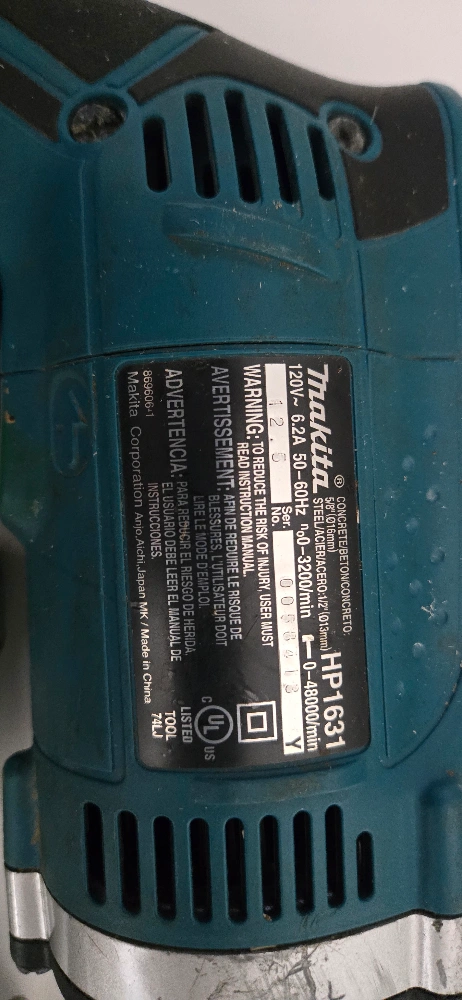 makita® CONCRETE/BETON/CONCRETO:
5/8" (Ø16mm)
STEEL/ACIER/ACERO:1/2" (Ø13mm)
HP1631
120V~ 6.2A 50–60Hz n₀0–3200/min 0–48000/min
12.5 Ser. No. Y
WARNING: TO REDUCE THE RISK OF INJURY, USER MUST
READ INSTRUCTION MANUAL.
AVERTISSEMENT: AFIN DE REDUIRE LE RISQUE DE
BLESSURES, L'UTILISATEUR DOIT
LIRE LE MODE D'EMPLOI.
ADVERTENCIA: PARA REDUCIR EL RIESGO DE HERIDA,
EL USUARIO DEBE LEER EL MANUAL DE
INSTRUCCIONES.
C UL US
LISTED
TOOL
74LJ
869606-1
Makita Corporation Anjo,Aichi,Japan MK / Made in China